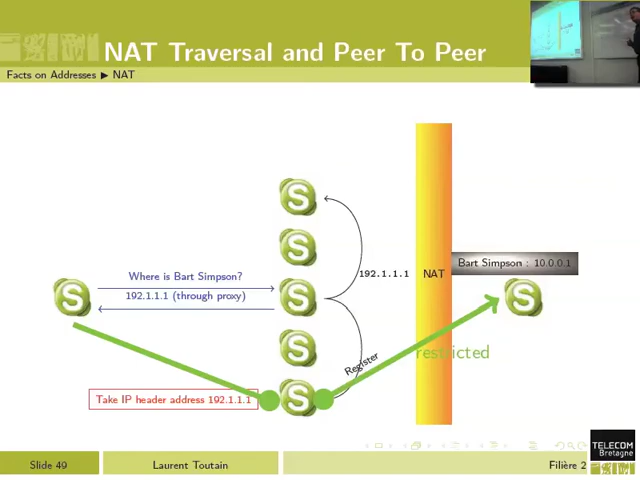 NAT Traversal and Peer To Peer
Facts on Addresses ▶ NAT
Bart Simpson : 10.0.0.1
Where is Bart Simpson?
192.1.1.1
NAT
192.1.1.1 (through proxy)
restricted
Register
Take IP header address 192.1.1.1
TELECOM
Bretagne
Slide 49
Laurent Toutain
Filière 2